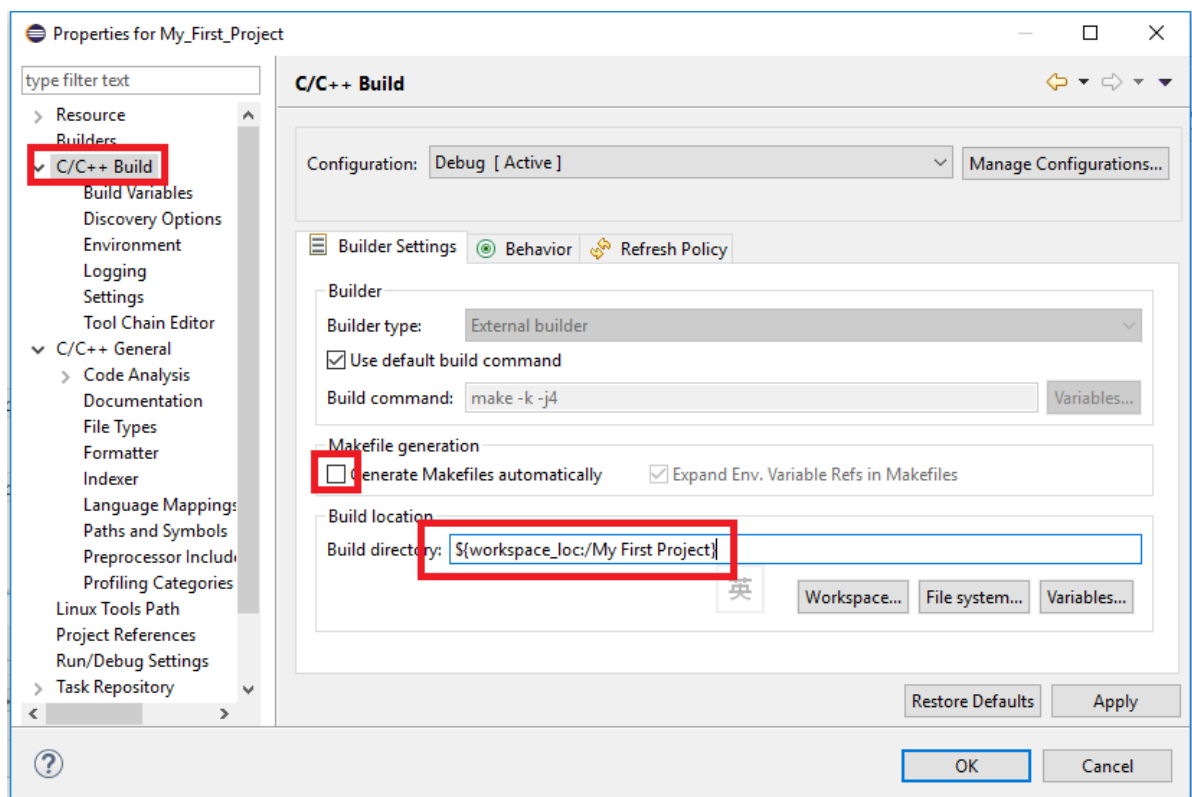 Properties for My_First_Project
type filter text
Resource
Builders
C/C++ Build
Build Variables
Discovery Options
Environment
Logging
Settings
Tool Chain Editor
C/C++ General
Code Analysis
Documentation
File Types
Formatter
Indexer
Language Mappings
Paths and Symbols
Preprocessor Includ
Profiling Categories
Linux Tools Path
Project References
Run/Debug Settings
Task Repository
C/C++ Build
Configuration: Debug [ Active ] Manage Configurations...
Builder Settings Behavior Refresh Policy
Builder
Builder type: External builder
Use default build command
Build command: make -k -j4 Variables...
Makefile generation
Generate Makefiles automatically Expand Env. Variable Refs in Makefiles
Build location
Build directory: ${workspace_loc:/My First Project}
英
Workspace... File system... Variables...
Restore Defaults Apply
OK Cancel